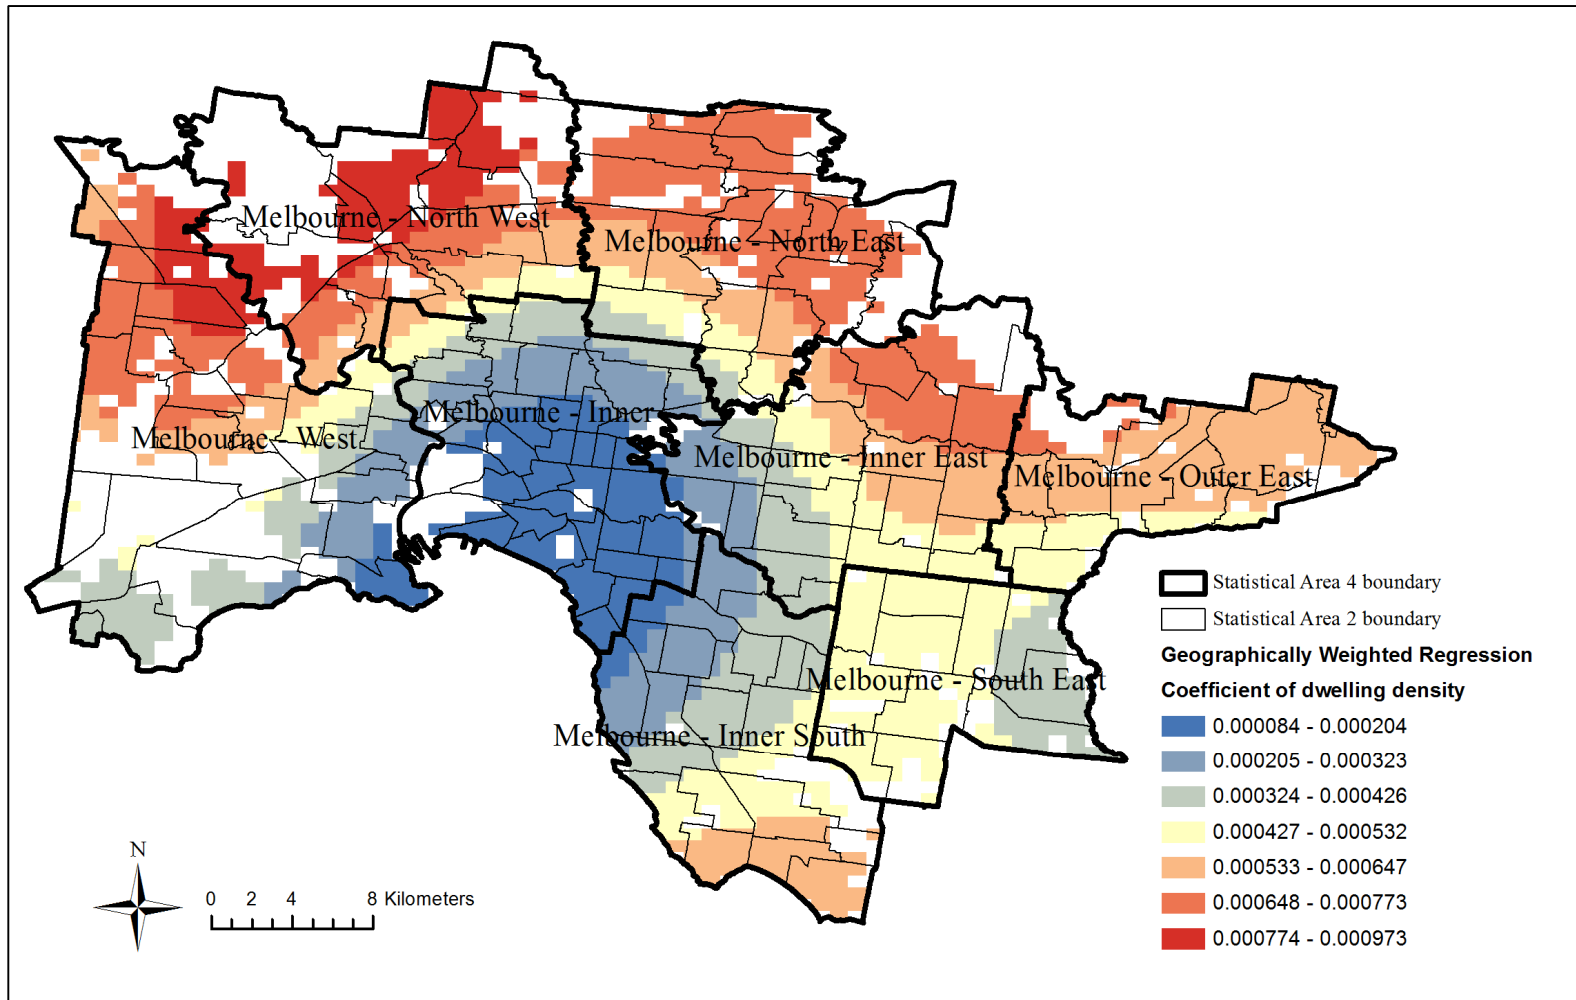 Melbourne - North West
Melbourne - North East
Melbourne - Inner
Melbourne - West
Melbourne - Inner East
Melbourne - Outer East
Melbourne - South East
Melbourne - Inner South
Statistical Area 4 boundary
Statistical Area 2 boundary
Geographically Weighted Regression
Coefficient of dwelling density
0.000084 - 0.000204
0.000205 - 0.000323
0.000324 - 0.000426
0.000427 - 0.000532
0.000533 - 0.000647
0.000648 - 0.000773
0.000774 - 0.000973
N
0 2 4 8 Kilometers